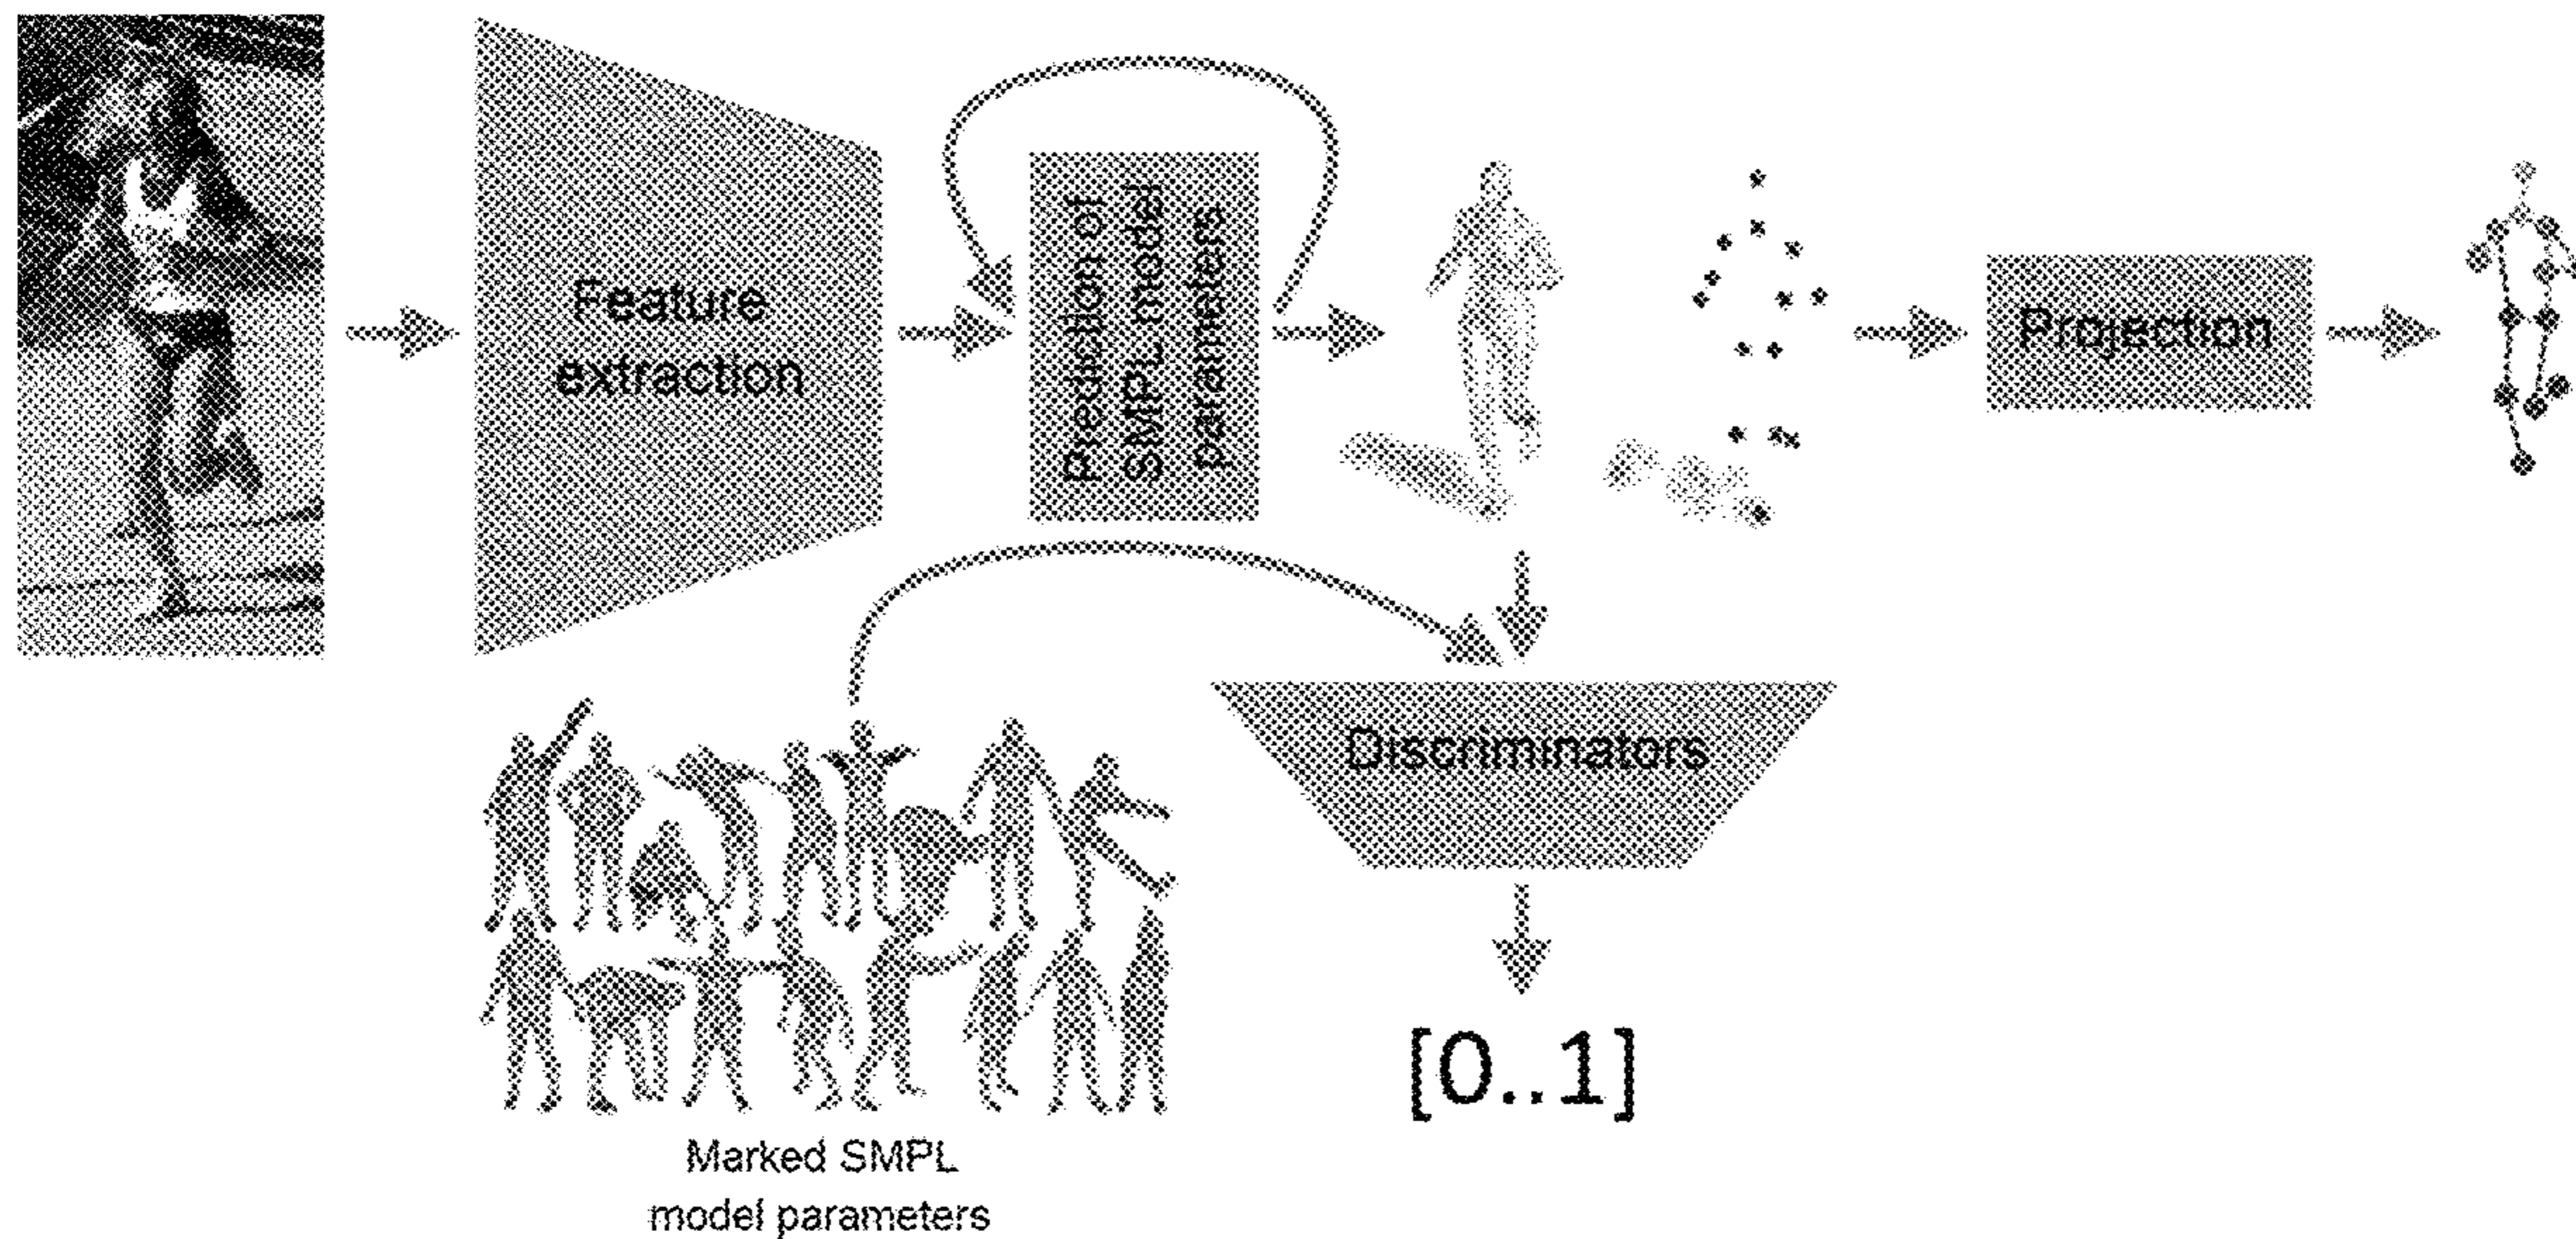 Feature
extraction
Prediction of
SMPL model
parameters
Projection
Discriminators
[0..1]
Marked SMPL
model parameters